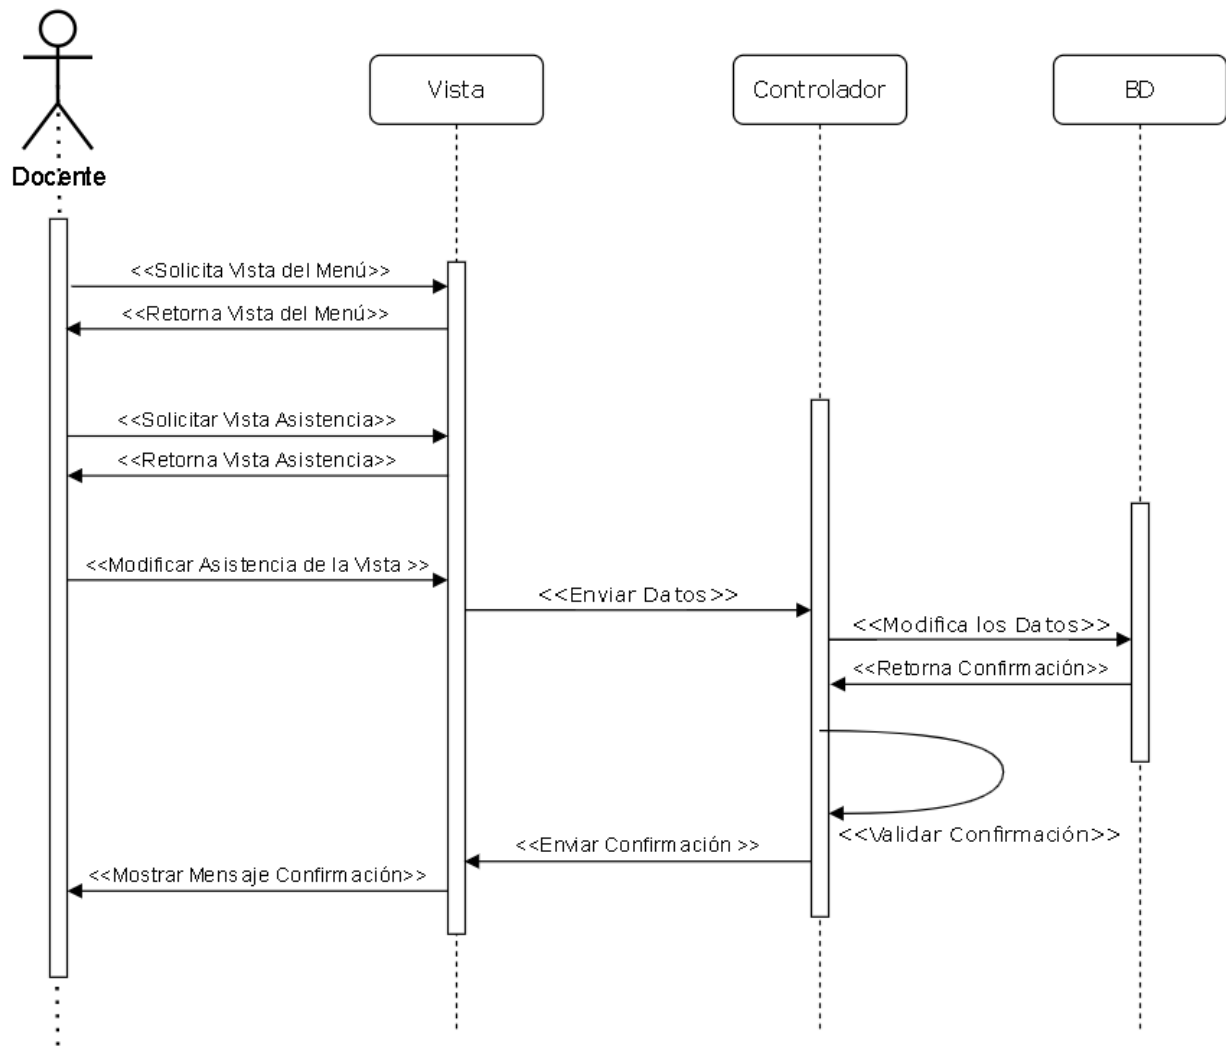 Vista
Controlador
BD
Docente
<<Solicita Vista del Menú>>
<<Retorna Vista del Menú>>
<<Solicitar Vista Asistencia>>
<<Retorna Vista Asistencia>>
<<Modificar Asistencia de la Vista >>
<<Enviar Datos>>
<<Modifica los Datos>>
<<Retorna Confirmación>>
<<Validar Confirmación>>
<<Enviar Confirmación >>
<<Mostrar Mensaje Confirmación>>